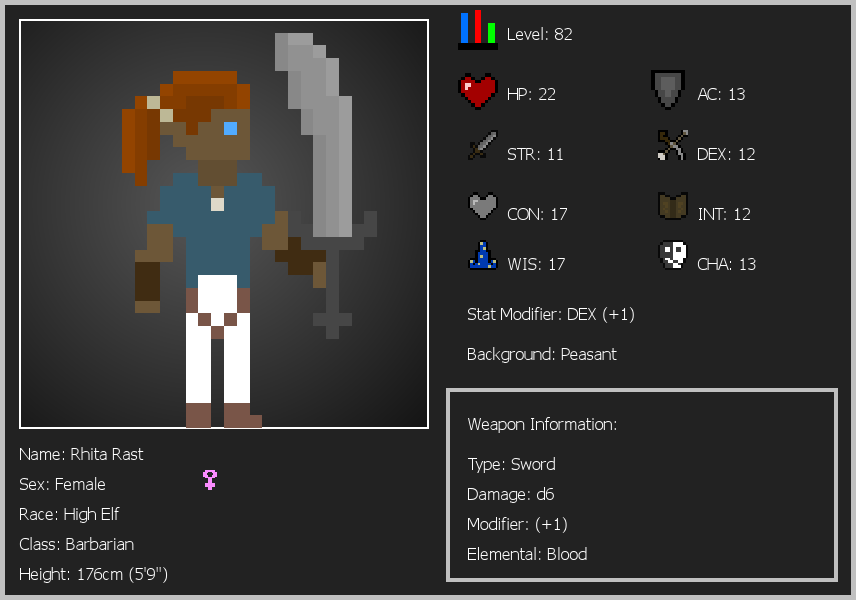 Level: 82
HP: 22
AC: 13
STR: 11
DEX: 12
CON: 17
INT: 12
WIS: 17
CHA: 13
Stat Modifier: DEX (+1)
Background: Peasant
Weapon Information:
Type: Sword
Damage: d6
Modifier: (+1)
Elemental: Blood
Name: Rhita Rast
Sex: Female
Race: High Elf
Class: Barbarian
Height: 176cm (5'9")